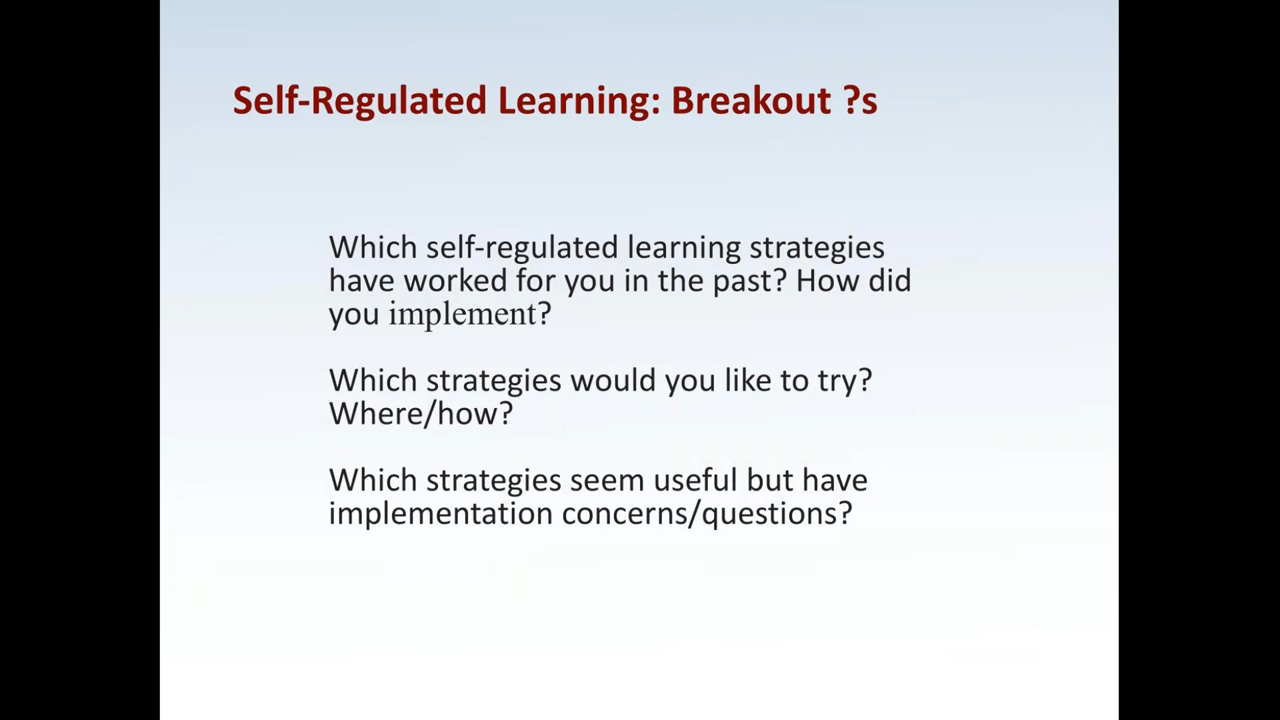 Self-Regulated Learning: Breakout ?s
Which self-regulated learning strategies
have worked for you in the past? How did
you implement?
Which strategies would you like to try?
Where/how?
Which strategies seem useful but have
implementation concerns/questions?